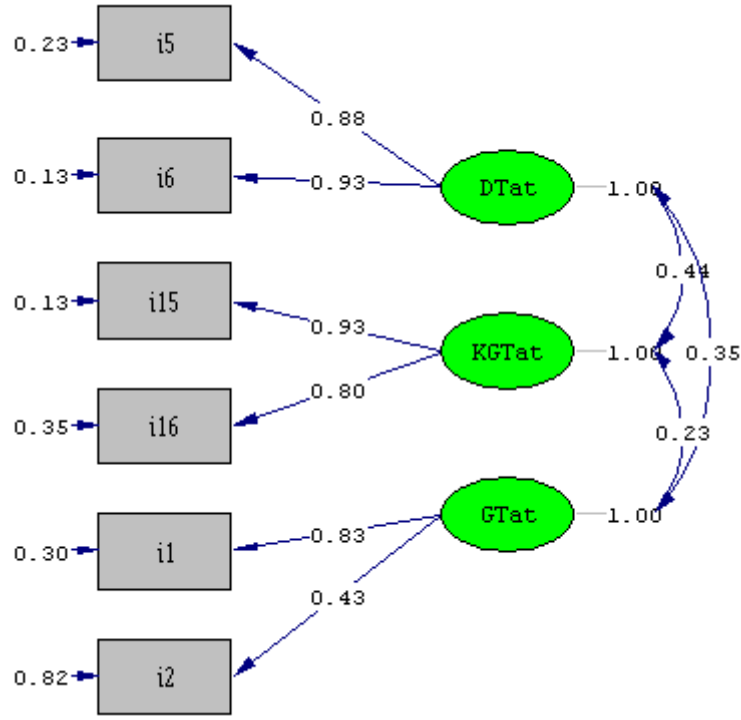 0.23 i5
0.88
0.13 i6 0.93 DTat 1.00
0.44
0.13 i15 0.93 KGTat 1.00 0.35
0.80
0.35 i16 0.23
0.83 GTat 1.00
0.30 i1
0.43
0.82 i2